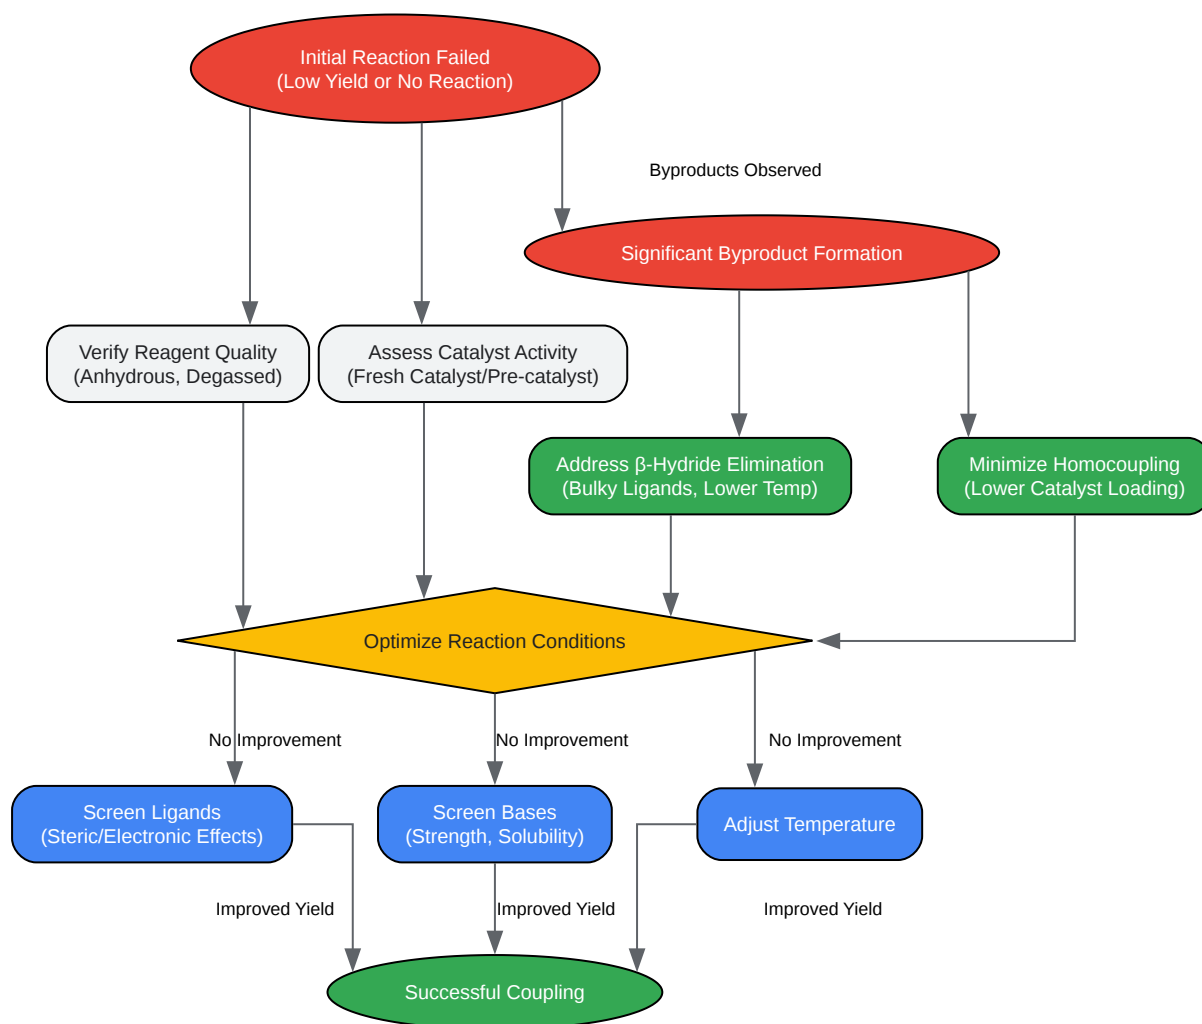 Initial Reaction Failed
(Low Yield or No Reaction)
Byproducts Observed
Significant Byproduct Formation
Verify Reagent Quality
(Anhydrous, Degassed)
Assess Catalyst Activity
(Fresh Catalyst/Pre-catalyst)
Address β-Hydride Elimination
(Bulky Ligands, Lower Temp)
Minimize Homocoupling
(Lower Catalyst Loading)
Optimize Reaction Conditions
No Improvement
No Improvement
No Improvement
Screen Ligands
(Steric/Electronic Effects)
Screen Bases
(Strength, Solubility)
Adjust Temperature
Improved Yield
Improved Yield
Improved Yield
Successful Coupling